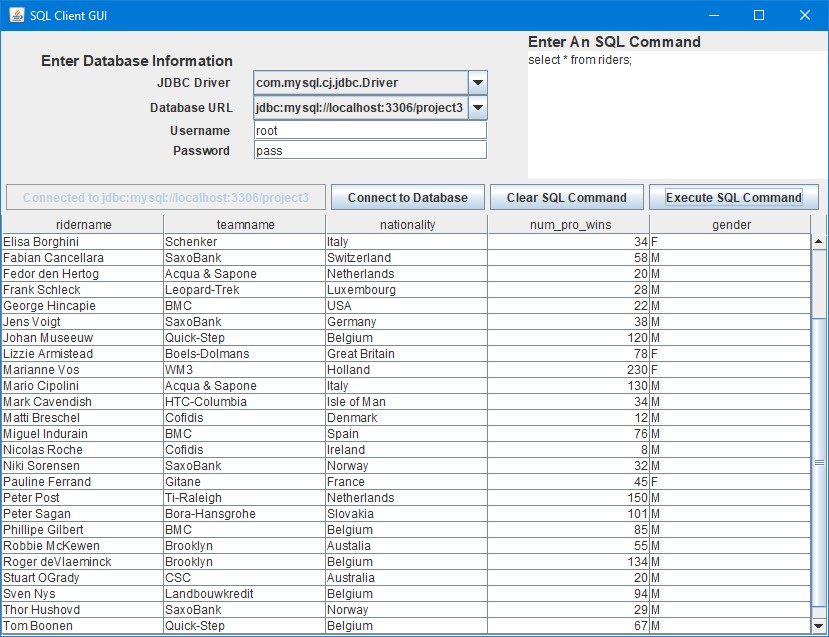 SQL Client GUI
Enter Database Information
JDBC Driver com.mysql.cj.jdbc.Driver
Database URL jdbc:mysql://localhost:3306/project3
Username root
Password pass
Enter An SQL Command
select * from riders;
Connected to jdbc:mysql://localhost:3306/project3 Connect to Database Clear SQL Command Execute SQL Command
ridername teamname nationality num_pro_wins gender
Elisa Borghini Schenker Italy 34 F
Fabian Cancellara SaxoBank Switzerland 58 M
Fedor den Hertog Acqua & Sapone Netherlands 20 M
Frank Schleck Leopard-Trek Luxembourg 28 M
George Hincapie BMC USA 22 M
Jens Voigt SaxoBank Germany 38 M
Johan Museeuw Quick-Step Belgium 120 M
Lizzie Armistead Boels-Dolmans Great Britain 78 F
Marianne Vos WM3 Holland 230 F
Mario Cipolini Acqua & Sapone Italy 130 M
Mark Cavendish HTC-Columbia Isle of Man 34 M
Matti Breschel Cofidis Denmark 12 M
Miguel Indurain BMC Spain 76 M
Nicolas Roche Cofidis Ireland 8 M
Niki Sorensen SaxoBank Norway 32 M
Pauline Ferrand Gitane France 45 F
Peter Post Ti-Raleigh Netherlands 150 M
Peter Sagan Bora-Hansgrohe Slovakia 101 M
Phillipe Gilbert BMC Belgium 85 M
Robbie McKewen Brooklyn Austalia 55 M
Roger deVlaeminck Brooklyn Belgium 134 M
Stuart OGrady CSC Australia 20 M
Sven Nys Landbouwkredit Belgium 94 M
Thor Hushovd SaxoBank Norway 29 M
Tom Boonen Quick-Step Belgium 67 M